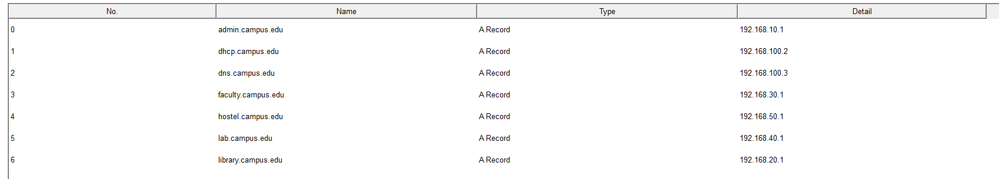 No. Name Type Detail
0 admin.campus.edu A Record 192.168.10.1
1 dhcp.campus.edu A Record 192.168.100.2
2 dns.campus.edu A Record 192.168.100.3
3 faculty.campus.edu A Record 192.168.30.1
4 hostel.campus.edu A Record 192.168.50.1
5 lab.campus.edu A Record 192.168.40.1
6 library.campus.edu A Record 192.168.20.1